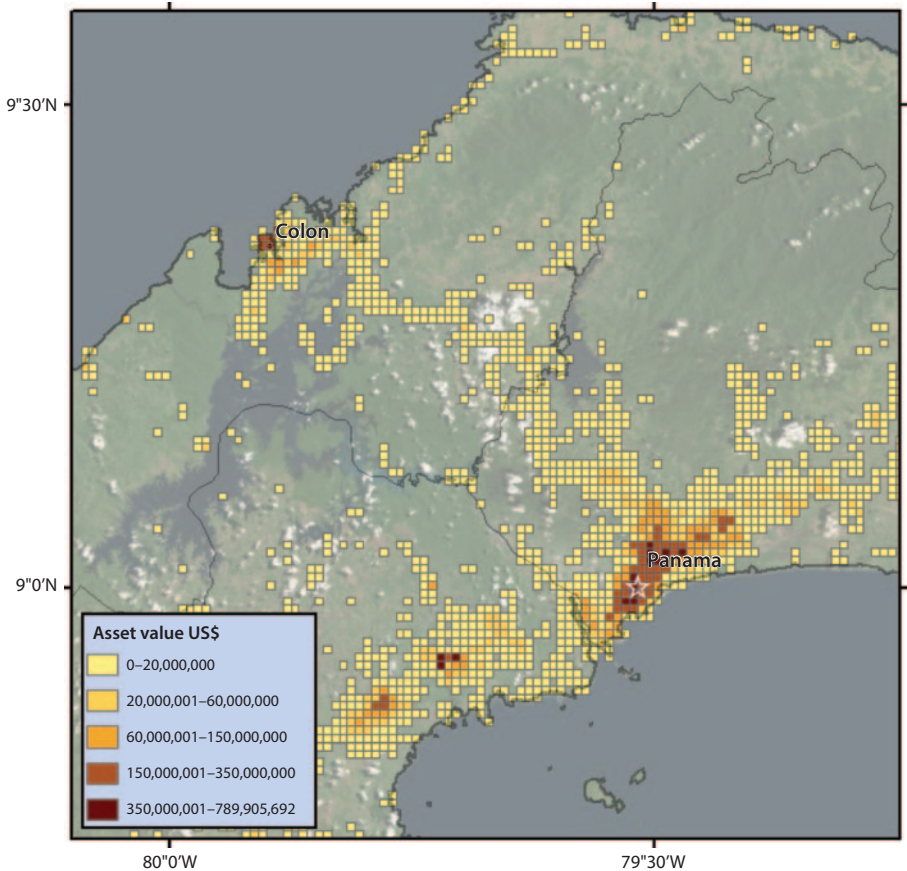 9"30'N
Colon
Panama
9"0'N
Asset value US$
0–20,000,000
20,000,001–60,000,000
60,000,001–150,000,000
150,000,001–350,000,000
350,000,001–789,905,692
80"0'W
79"30'W